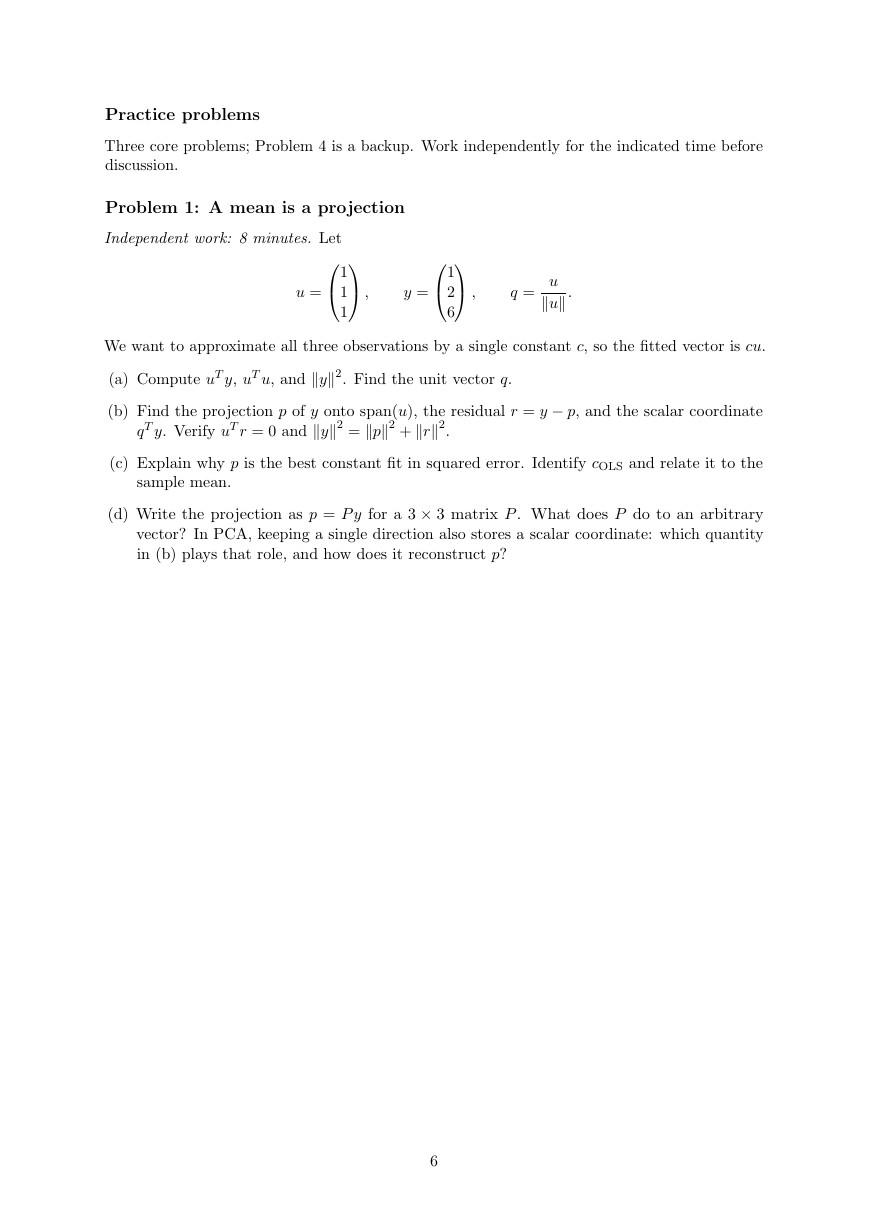 Practice problems
Three core problems; Problem 4 is a backup. Work independently for the indicated time before
discussion.
Problem 1: A mean is a projection
Independent work: 8 minutes. Let
u = (1 1 1), y = (1 2 6), q = u/‖u‖.
We want to approximate all three observations by a single constant c, so the fitted vector is cu.
(a) Compute uᵀy, uᵀu, and ‖y‖². Find the unit vector q.
(b) Find the projection p of y onto span(u), the residual r = y − p, and the scalar coordinate
qᵀy. Verify uᵀr = 0 and ‖y‖² = ‖p‖² + ‖r‖².
(c) Explain why p is the best constant fit in squared error. Identify c_OLS and relate it to the
sample mean.
(d) Write the projection as p = Py for a 3 × 3 matrix P. What does P do to an arbitrary
vector? In PCA, keeping a single direction also stores a scalar coordinate: which quantity
in (b) plays that role, and how does it reconstruct p?
6